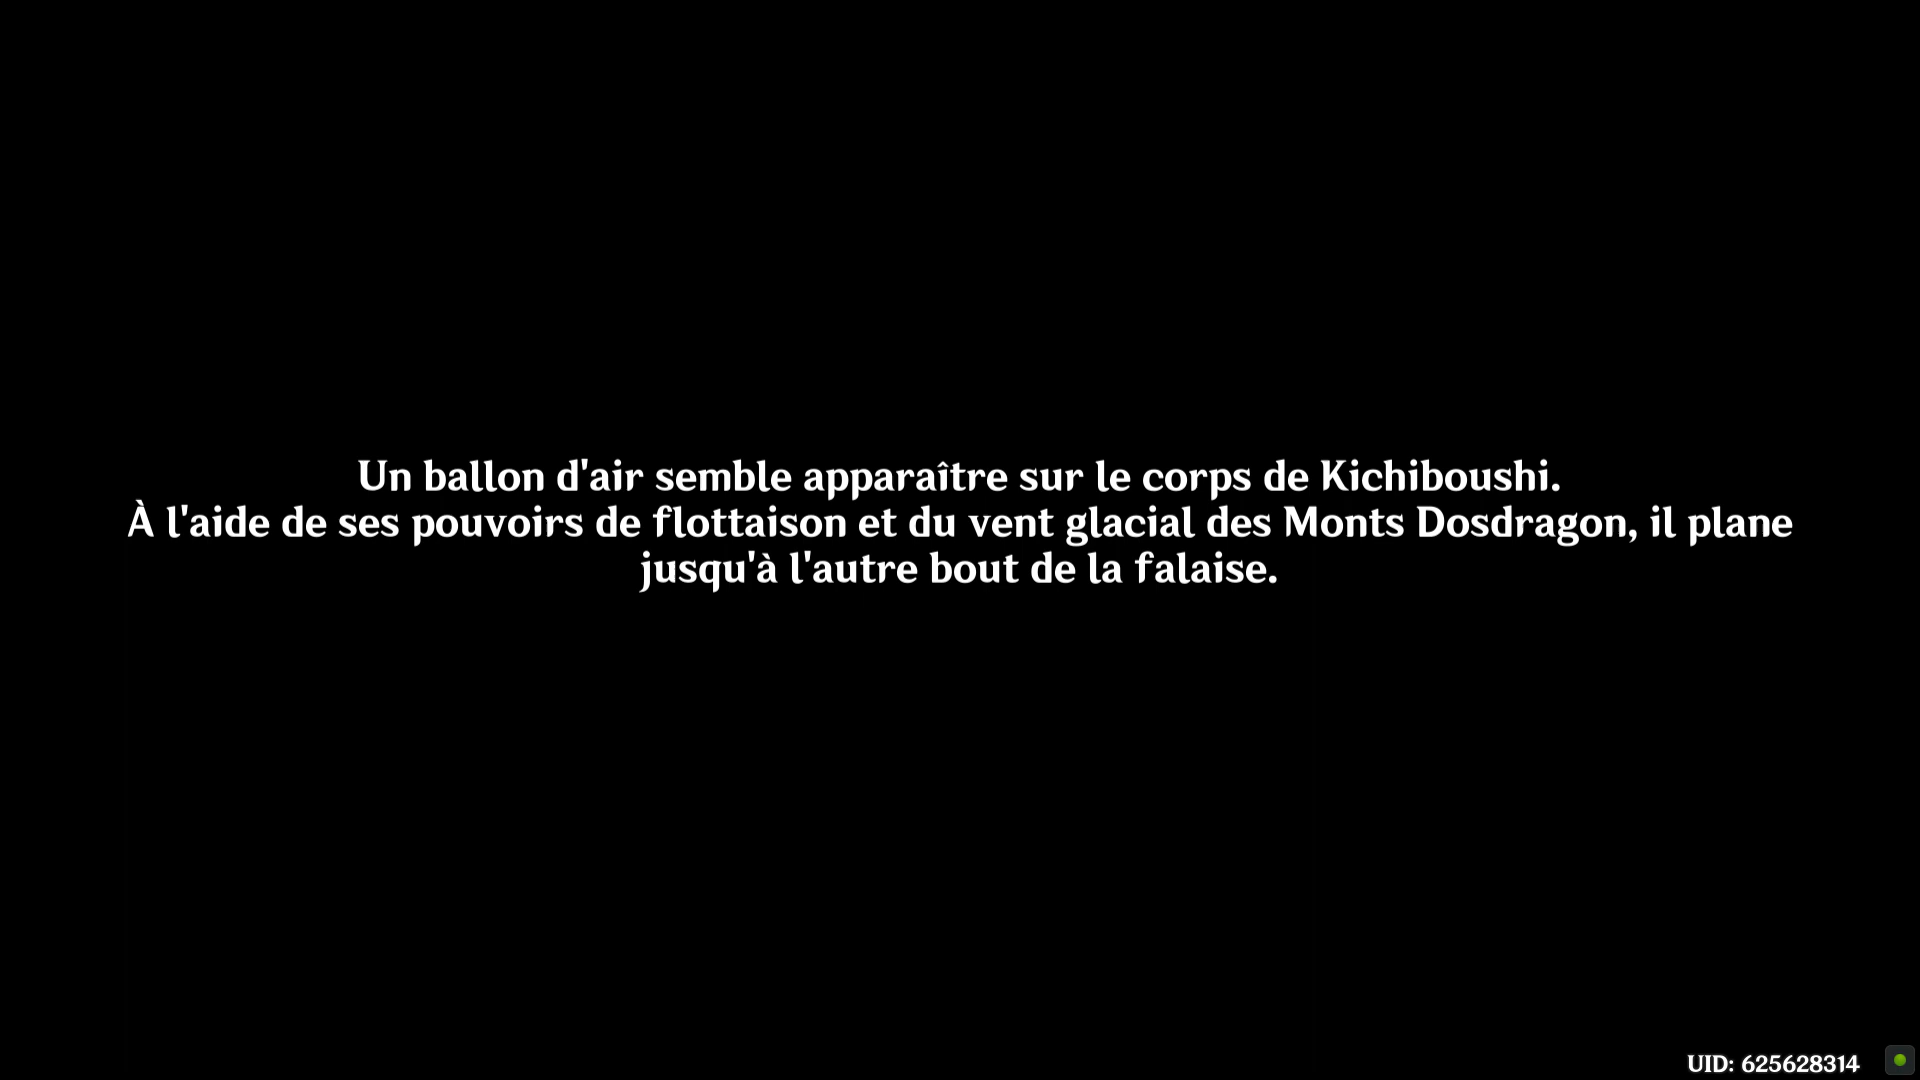 Un ballon d'air semble apparaître sur le corps de Kichiboushi.
À l'aide de ses pouvoirs de flottaison et du vent glacial des Monts Dosdragon, il plane
jusqu'à l'autre bout de la falaise.
UID: 625628314